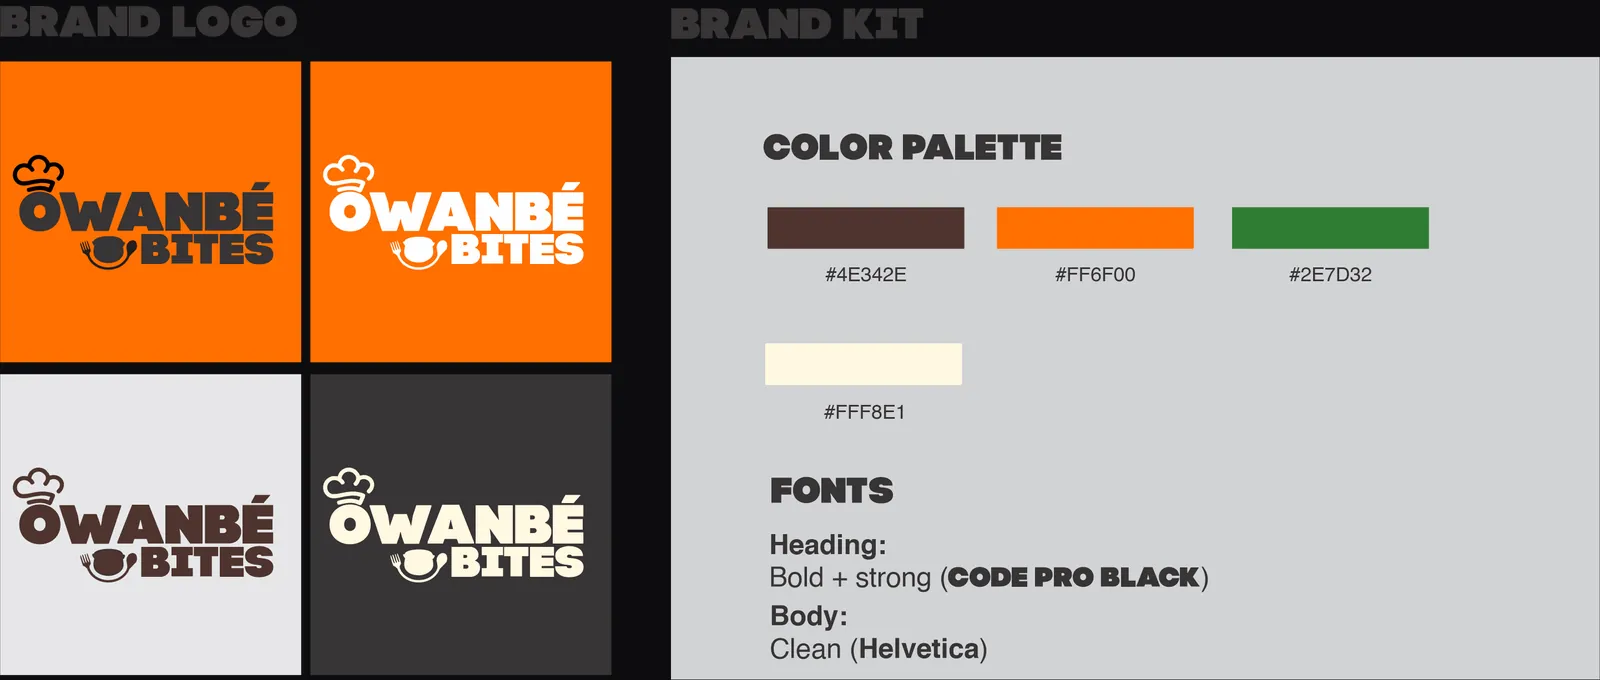 BRAND LOGO
OWANBÉ
BITES
OWANBÉ
BITES
OWANBÉ
BITES
OWANBÉ
BITES
BRAND KIT
COLOR PALETTE
#4E342E
#FF6F00
#2E7D32
#FFF8E1
FONTS
Heading:
Bold + strong (CODE PRO BLACK)
Body:
Clean (Helvetica)